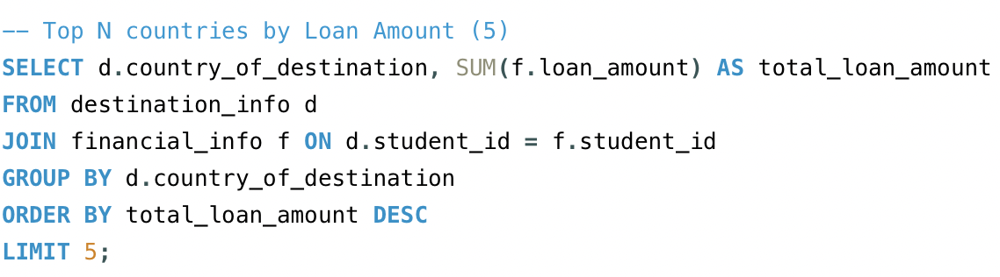 -- Top N countries by Loan Amount (5)
SELECT d.country_of_destination, SUM(f.loan_amount) AS total_loan_amount
FROM destination_info d
JOIN financial_info f ON d.student_id = f.student_id
GROUP BY d.country_of_destination
ORDER BY total_loan_amount DESC
LIMIT 5;